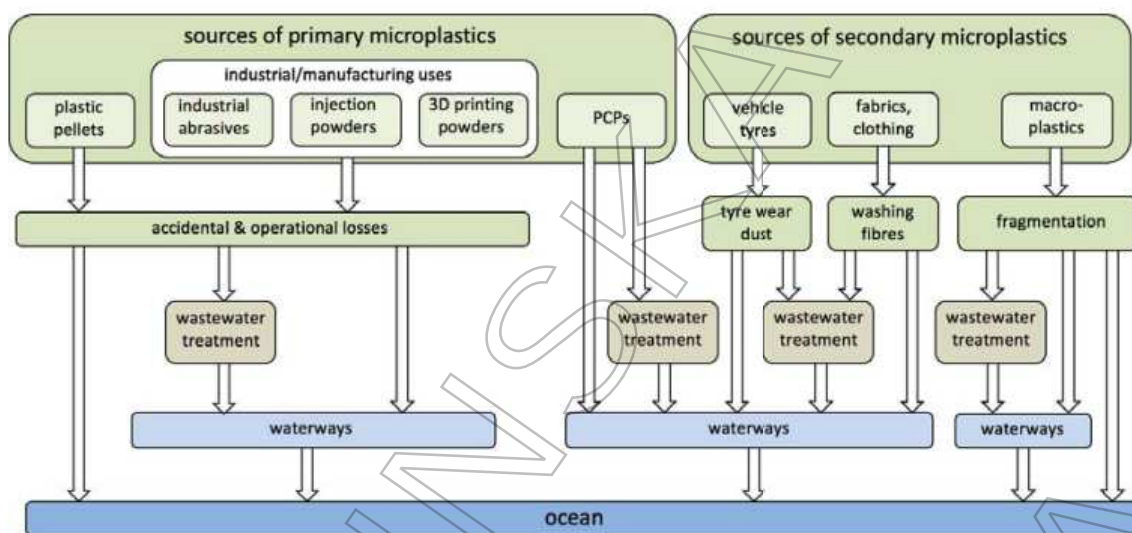 sources of primary microplastics
sources of secondary microplastics
industrial/manufacturing uses
plastic
pellets
industrial
abrasives
injection
powders
3D printing
powders
PCPs
vehicle
tyres
fabrics,
clothing
macro-
plastics
accidental & operational losses
tyre wear
dust
washing
fibres
fragmentation
wastewater
treatment
wastewater
treatment
wastewater
treatment
wastewater
treatment
waterways
waterways
waterways
ocean